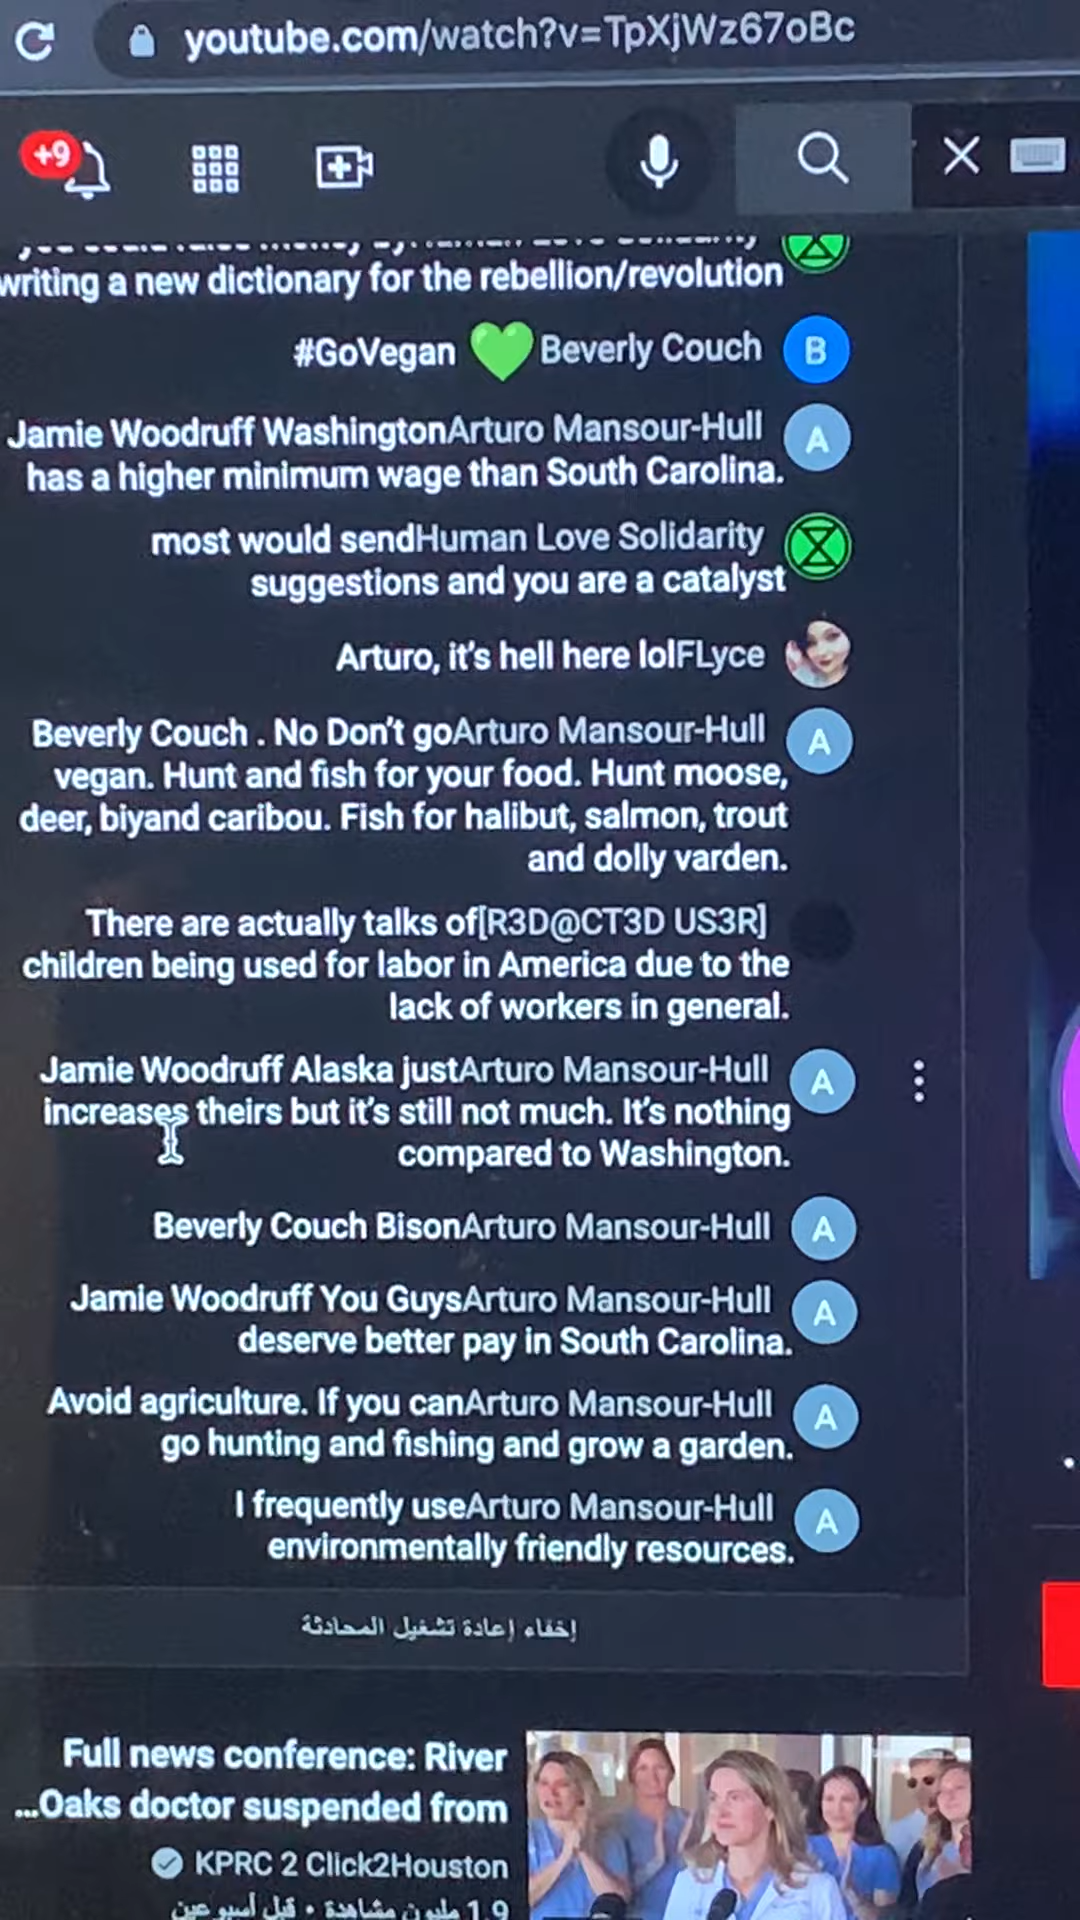 youtube.com/watch?v=TpXjWz67oBc
+9
writing a new dictionary for the rebellion/revolution
#GoVegan 💚 Beverly Couch
B
Jamie Woodruff WashingtonArturo Mansour-Hull
A
has a higher minimum wage than South Carolina.
most would sendHuman Love Solidarity
suggestions and you are a catalyst
Arturo, it's hell here lolFLyce
Beverly Couch . No Don't goArturo Mansour-Hull
A
vegan. Hunt and fish for your food. Hunt moose,
deer, biyand caribou. Fish for halibut, salmon, trout
and dolly varden.
There are actually talks of[R3D@CT3D US3R]
children being used for labor in America due to the
lack of workers in general.
Jamie Woodruff Alaska justArturo Mansour-Hull
A
increases theirs but it's still not much. It's nothing
compared to Washington.
Beverly Couch BisonArturo Mansour-Hull
A
Jamie Woodruff You GuysArturo Mansour-Hull
A
deserve better pay in South Carolina.
Avoid agriculture. If you canArturo Mansour-Hull
A
go hunting and fishing and grow a garden.
I frequently useArturo Mansour-Hull
A
environmentally friendly resources.
إخفاء إعادة تشغيل المحادثة
Full news conference: River
...Oaks doctor suspended from
KPRC 2 Click2Houston
1.9 مليون مشاهدة • قبل أسبوعين